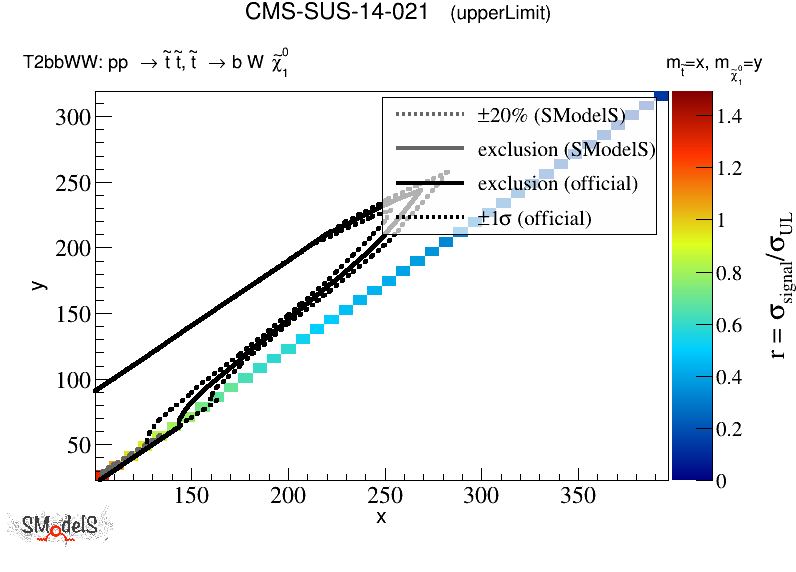 CMS-SUS-14-021 (upperLimit)
T2bbWW: pp → t̃ t̃, t̃ → b W χ̃₁⁰
m_t̃=x, m_χ̃₁⁰=y
±20% (SModelS)
exclusion (SModelS)
exclusion (official)
±1σ (official)
300
250
200
150
100
50
y
150
200
250
300
350
x
1.4
1.2
1
0.8
0.6
0.4
0.2
0
r = σ_signal/σ_UL
SModelS